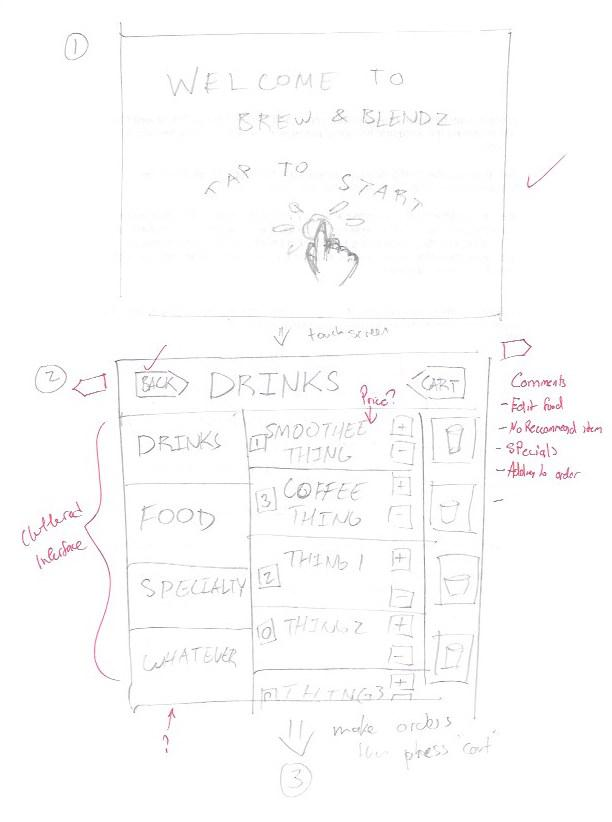 1
WELCOME TO
BREW & BLENDZ
TAP TO START
touch screen
2
BACK
DRINKS
CART
Price?
Comments
- Edit food
- No Recommend item
- Specials
- Adding to order
-
DRINKS
FOOD
SPECIALTY
WHATEVER
1 SMOOTHEE THING + -
3 COFFEE THING + -
2 THING 1 + -
0 THING 2 + -
0 THING 3 + -
Cluttered
Interface
?
make orders
press "cart"
3